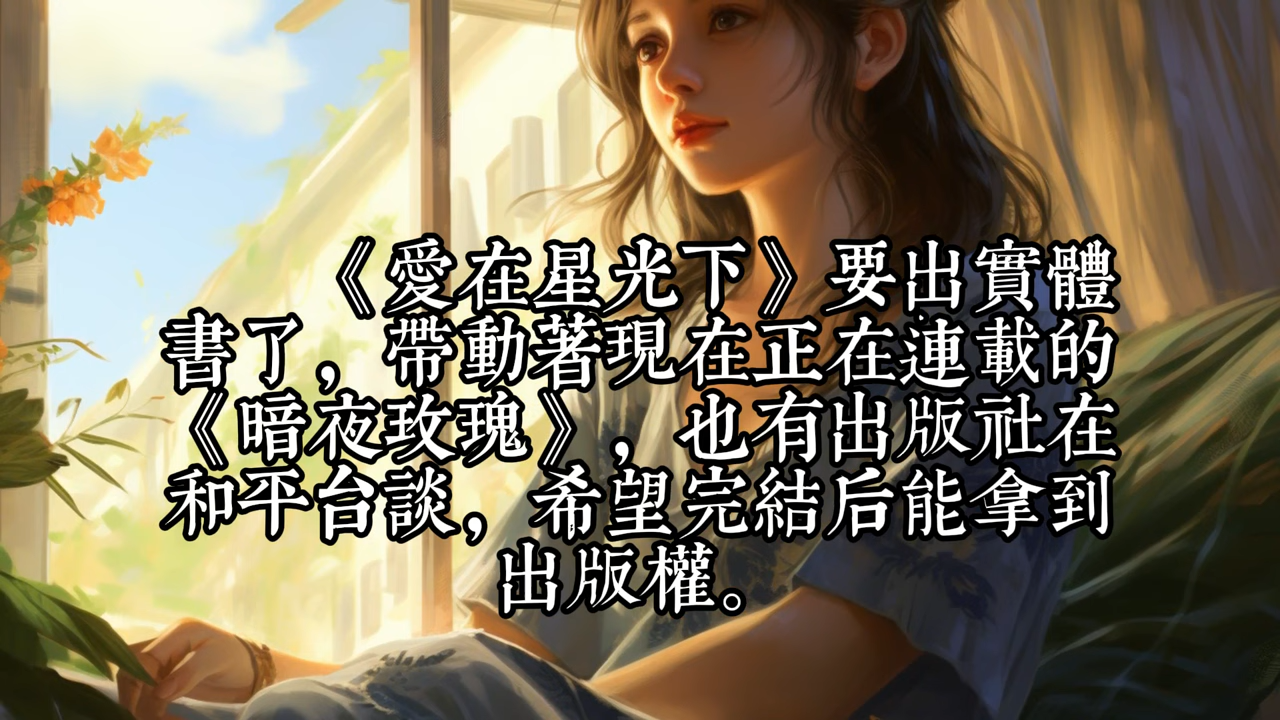 《愛在星光下》要出實體
書了，帶動著現在正在連載的
《暗夜玫瑰》，也有出版社在
和平台談，希望完結后能拿到
出版權。